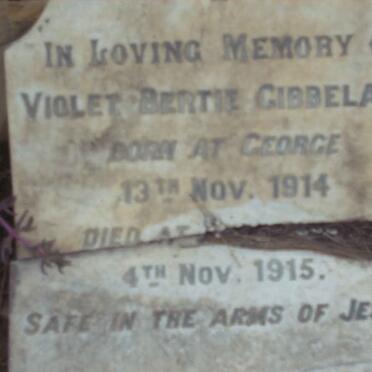 IN LOVING MEMORY
VIOLET BERTIE GIBBELA
BORN AT GEORGE
13TH NOV. 1914
DIED AT
4TH NOV. 1915.
SAFE IN THE ARMS OF JES